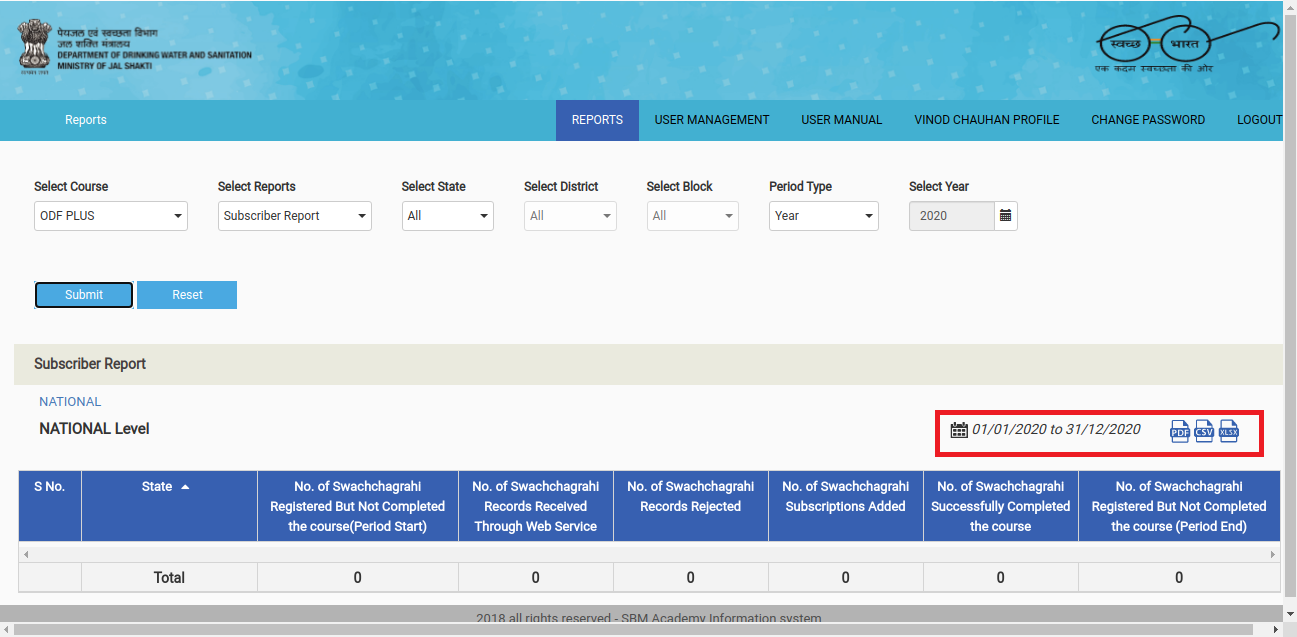 पेयजल एवं स्वच्छता विभाग
जल शक्ति मंत्रालय
DEPARTMENT OF DRINKING WATER AND SANITATION
MINISTRY OF JAL SHAKTI
स्वच्छ भारत
एक कदम स्वच्छता की ओर
Reports REPORTS USER MANAGEMENT USER MANUAL VINOD CHAUHAN PROFILE CHANGE PASSWORD LOGOUT
Select Course Select Reports Select State Select District Select Block Period Type Select Year
ODF PLUS Subscriber Report All All All Year 2020
Submit Reset
Subscriber Report
NATIONAL
NATIONAL Level 01/01/2020 to 31/12/2020 PDF CSV XLSX
S No. State No. of Swachchagrahi No. of Swachchagrahi No. of Swachchagrahi No. of Swachchagrahi No. of Swachchagrahi No. of Swachchagrahi
Registered But Not Completed Records Received Records Rejected Subscriptions Added Successfully Completed Registered But Not Completed
the course(Period Start) Through Web Service the course the course (Period End)
Total 0 0 0 0 0 0
2018 all rights reserved - SBM Academy Information system